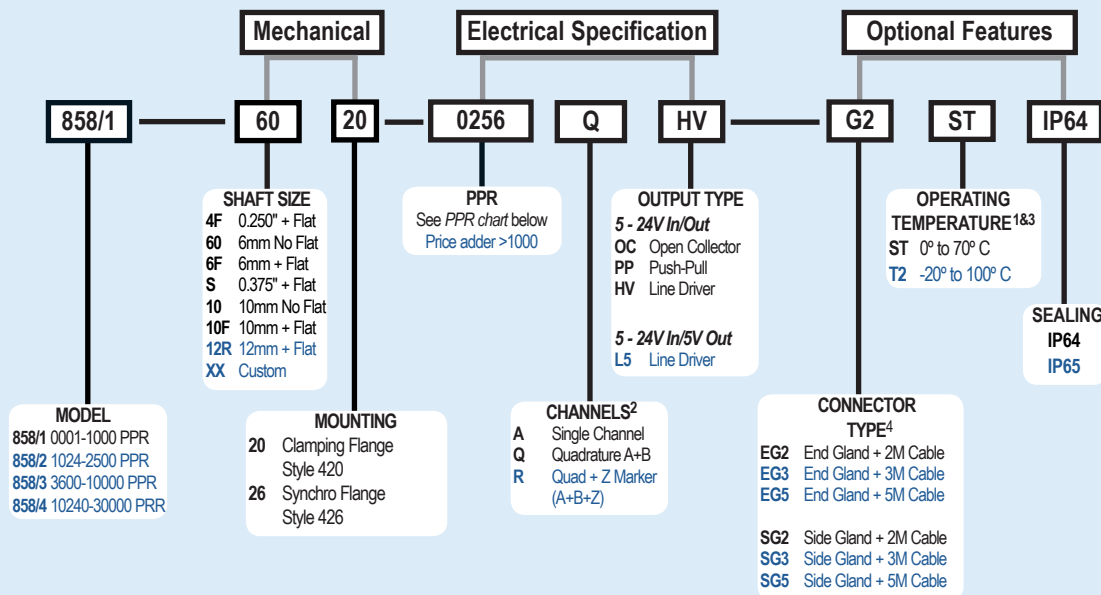 Mechanical
Electrical Specification
Optional Features
858/1
60
20
0256
Q
HV
G2
ST
IP64
SHAFT SIZE
4F 0.250" + Flat
60 6mm No Flat
6F 6mm + Flat
S 0.375" + Flat
10 10mm No Flat
10F 10mm + Flat
12R 12mm + Flat
XX Custom
PPR
See PPR chart below
Price adder >1000
OUTPUT TYPE
5 - 24V In/Out
OC Open Collector
PP Push-Pull
HV Line Driver
5 - 24V In/5V Out
L5 Line Driver
OPERATING
TEMPERATURE 1&3
ST 0º to 70º C
T2 -20º to 100º C
SEALING
IP64
IP65
MODEL
858/1 0001-1000 PPR
858/2 1024-2500 PPR
858/3 3600-10000 PPR
858/4 10240-30000 PRR
MOUNTING
20 Clamping Flange
Style 420
26 Synchro Flange
Style 426
CHANNELS2
A Single Channel
Q Quadrature A+B
R Quad + Z Marker
(A+B+Z)
CONNECTOR
TYPE4
EG2 End Gland + 2M Cable
EG3 End Gland + 3M Cable
EG5 End Gland + 5M Cable
SG2 Side Gland + 2M Cable
SG3 Side Gland + 3M Cable
SG5 Side Gland + 5M Cable